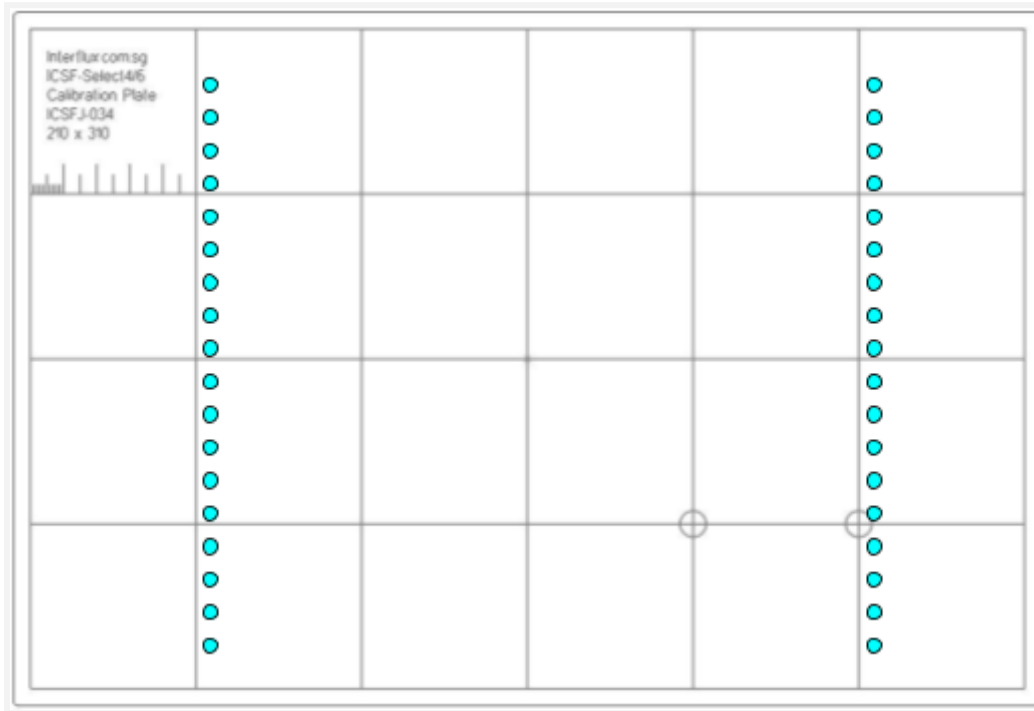 Interflux.com.sg
ICSF-Select4/6
Calibration Plate
ICSFJ-034
210 x 310